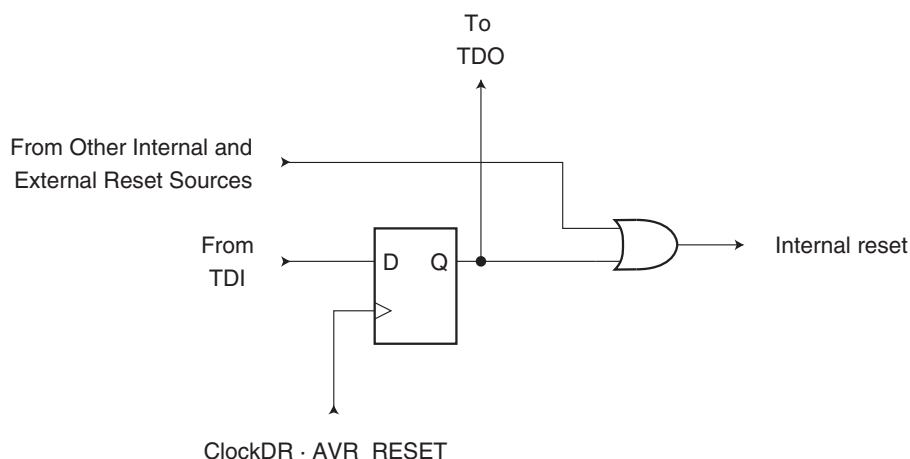 To
TDO
From Other Internal and
External Reset Sources
From
TDI
D Q
Internal reset
ClockDR · AVR_RESET